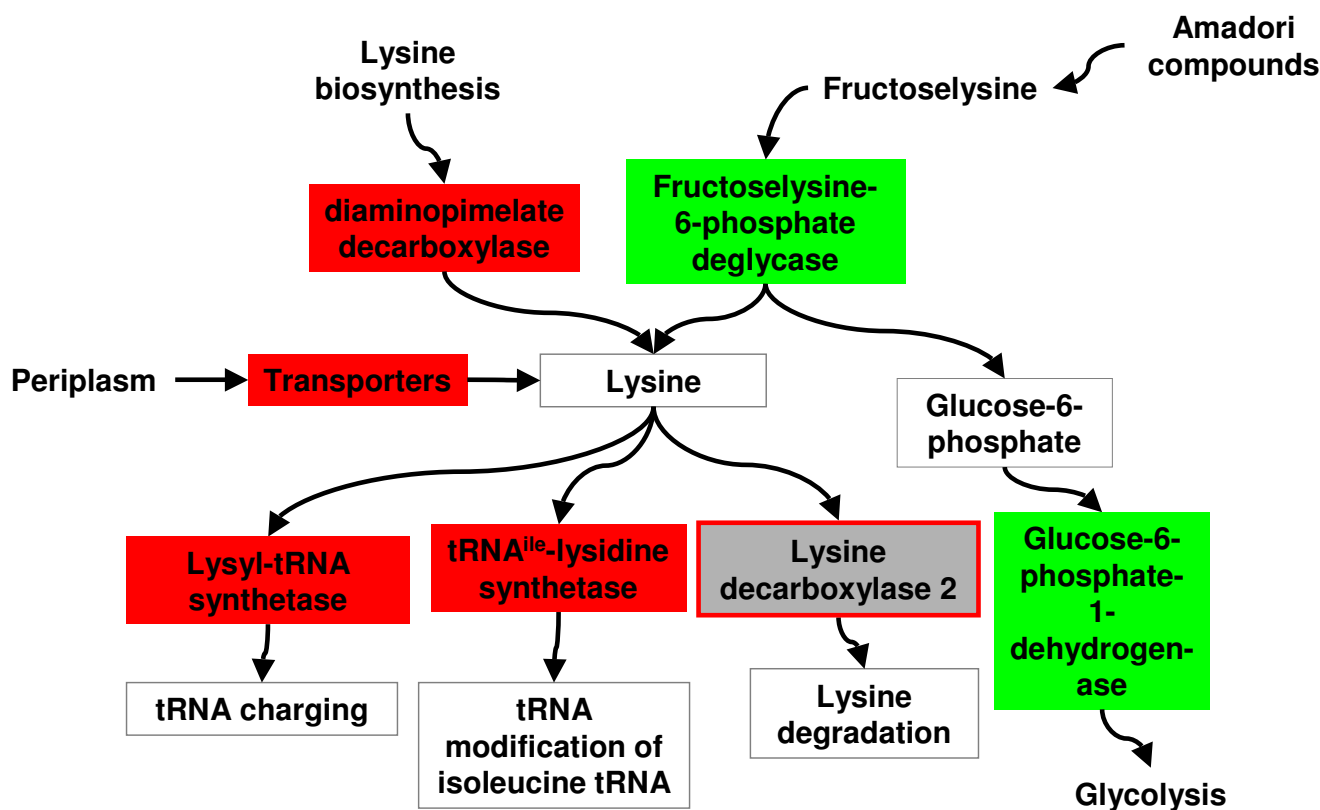 Lysine
biosynthesis
Amadori
compounds
Fructoselysine
diaminopimelate
decarboxylase
Fructoselysine-
6-phosphate
deglycase
Periplasm
Transporters
Lysine
Glucose-6-
phosphate
Lysyl-tRNA
synthetase
tRNAile-lysidine
synthetase
Lysine
decarboxylase 2
Glucose-6-
phosphate-
1-
dehydrogen-
ase
tRNA charging
tRNA
modification of
isoleucine tRNA
Lysine
degradation
Glycolysis